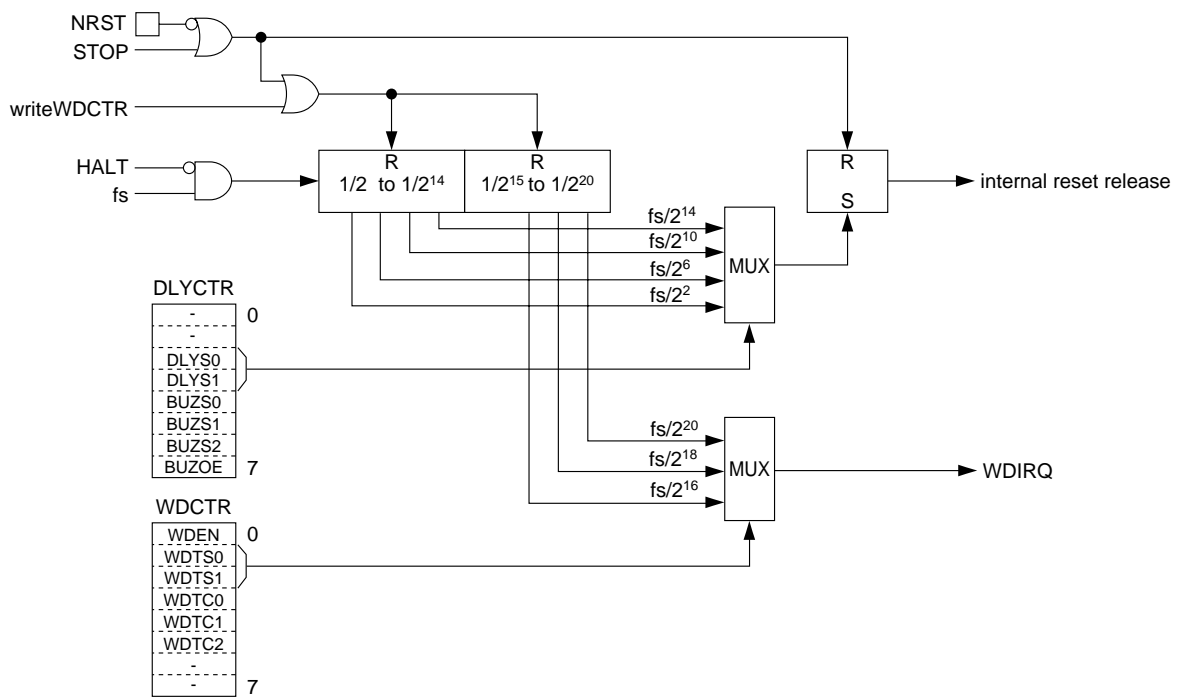 NRST
STOP
writeWDCTR
HALT
fs
R
1/2 to 1/2¹⁴
R
1/2¹⁵ to 1/2²⁰
R
S
internal reset release
fs/2¹⁴
fs/2¹⁰
fs/2⁶
fs/2²
MUX
DLYCTR
-
0
-
DLYS0
DLYS1
BUZS0
BUZS1
BUZS2
BUZOE
7
fs/2²⁰
fs/2¹⁸
fs/2¹⁶
MUX
WDIRQ
WDCTR
WDEN
0
WDTS0
WDTS1
WDTC0
WDTC1
WDTC2
-
-
7